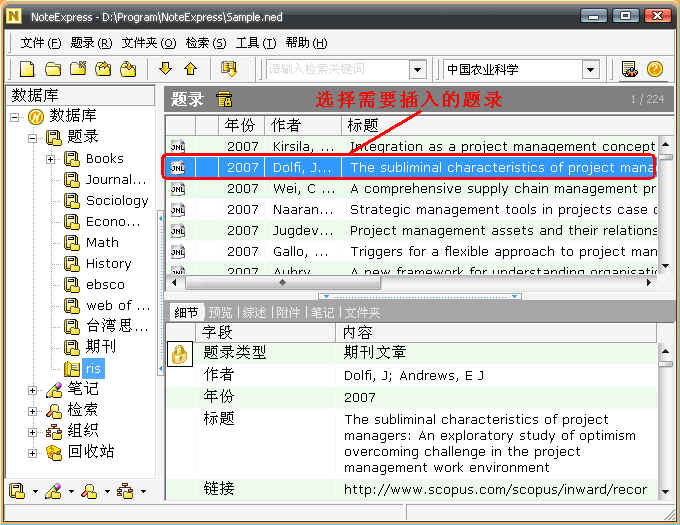 NoteExpress - D:\Program\NoteExpress\Sample.ned
文件(F) 题录(R) 文件夹(O) 检索(S) 工具(T) 帮助(H)
请输入检索关键词 中国农业科学
数据库
题录
1 / 224
选择需要插入的题录
数据库
题录
Books
Journal...
Sociology
Econo...
Math
History
ebsco
web of ...
台湾思...
期刊
ris
笔记
检索
组织
回收站
年份 作者 标题
2007 Kirsila, ... Integration as a project management concept
2007 Dolfi, J... The subliminal characteristics of project mana
2007 Wei, C ... A comprehensive supply chain management pr
2007 Naaran... Strategic management tools in projects case o
2007 Jugdev... Project management assets and their relations
2007 Gallo, ... Triggers for a flexible approach to project man
2007 Aubry, A new framework for understanding organisati
细节 预览 综述 附件 笔记 文件夹
字段 内容
题录类型 期刊文章
作者 Dolfi, J; Andrews, E J
年份 2007
标题 The subliminal characteristics of project
managers: An exploratory study of optimism
overcoming challenge in the project
management work environment
链接 http://www.scopus.com/scopus/inward/recor